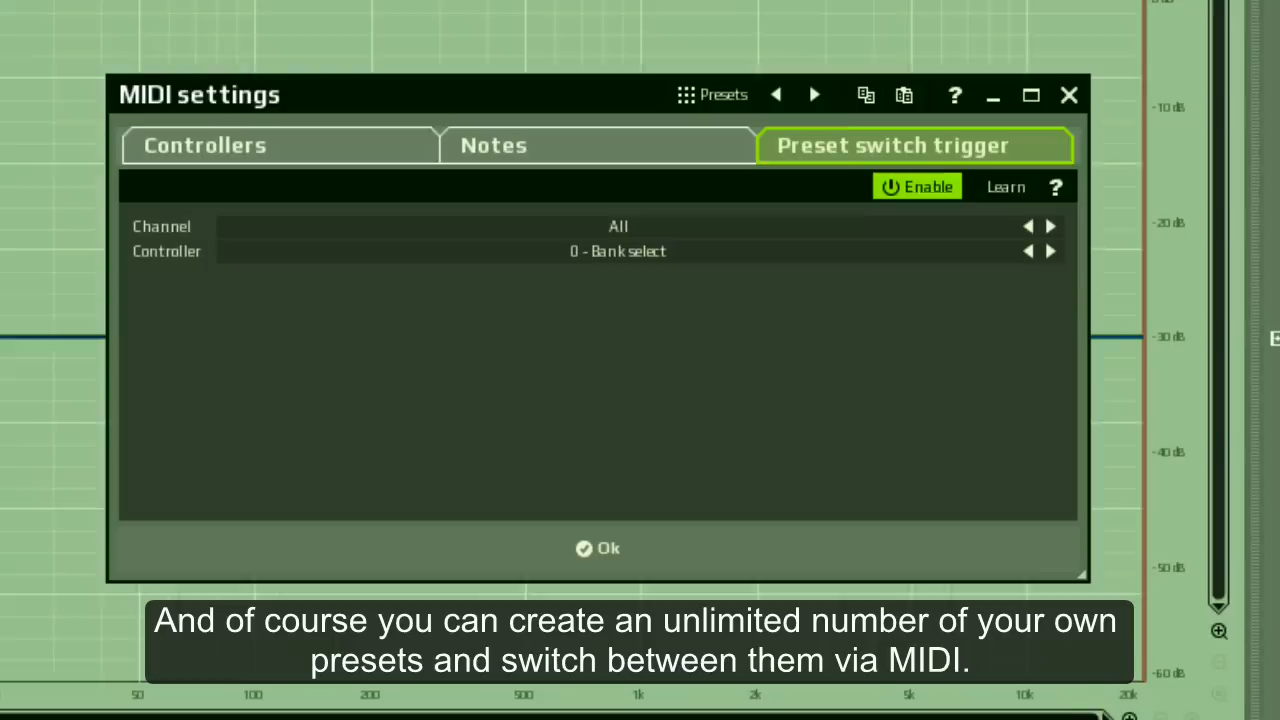 MIDI settings
Presets
?
Controllers
Notes
Preset switch trigger
Enable
Learn
?
Channel
All
Controller
0 - Bank select
Ok
-10 dB
-20 dB
-30 dB
-40 dB
-50 dB
-60 dB
And of course you can create an unlimited number of your own
presets and switch between them via MIDI.
50 100 200 500 1k 2k 5k 10k 20k